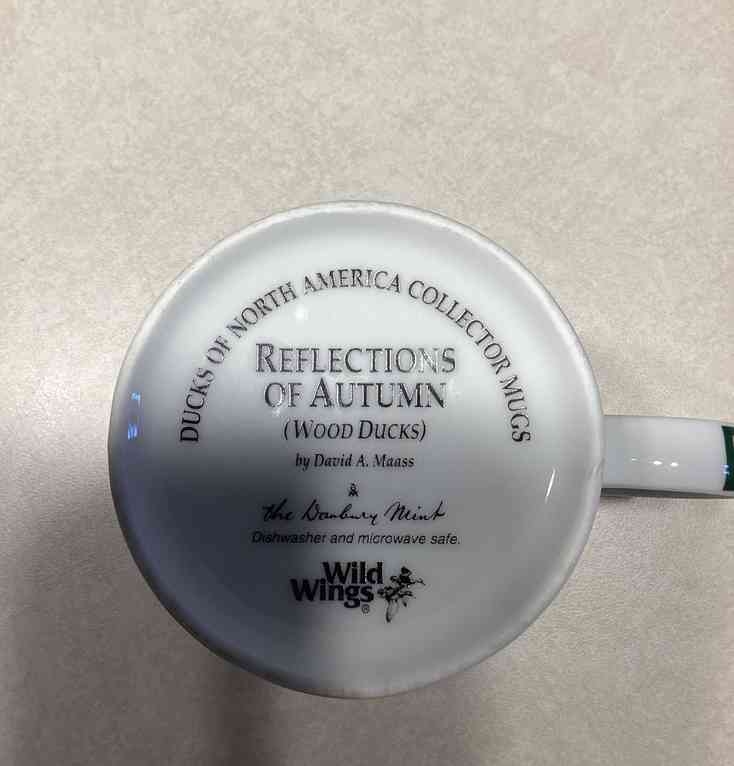 DUCKS OF NORTH AMERICA COLLECTOR MUGS
REFLECTIONS
OF AUTUMN
(WOOD DUCKS)
by David A. Maass
the Danbury Mint
Dishwasher and microwave safe.
Wild
Wings®